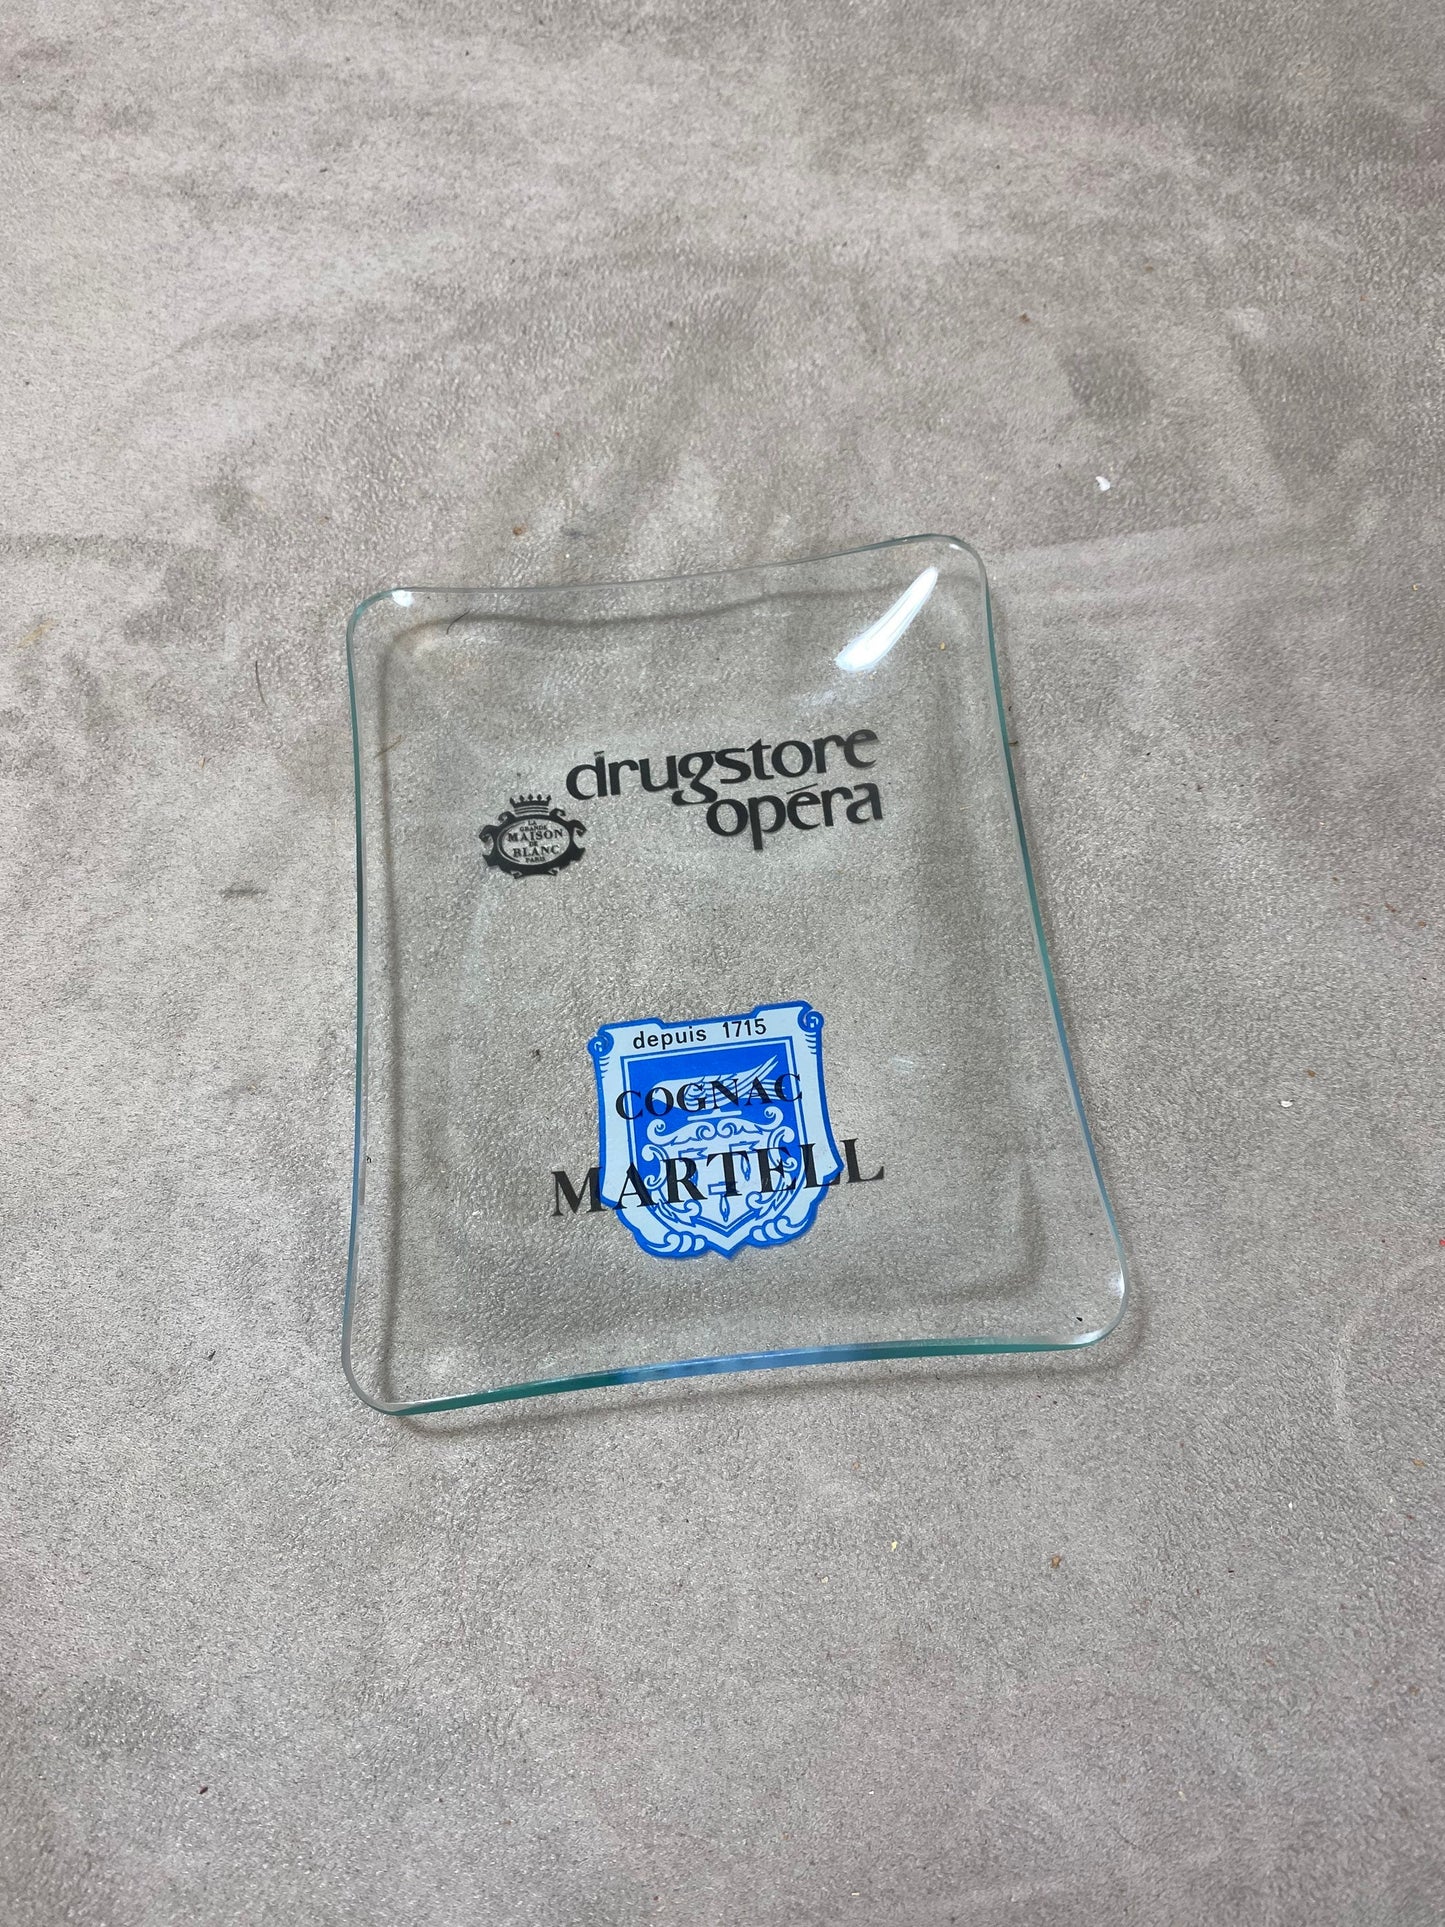 drugstore
opéra
LA
GRANDE
MAISON
DE
BLANC
PARIS
depuis 1715
COGNAC
MARTELL